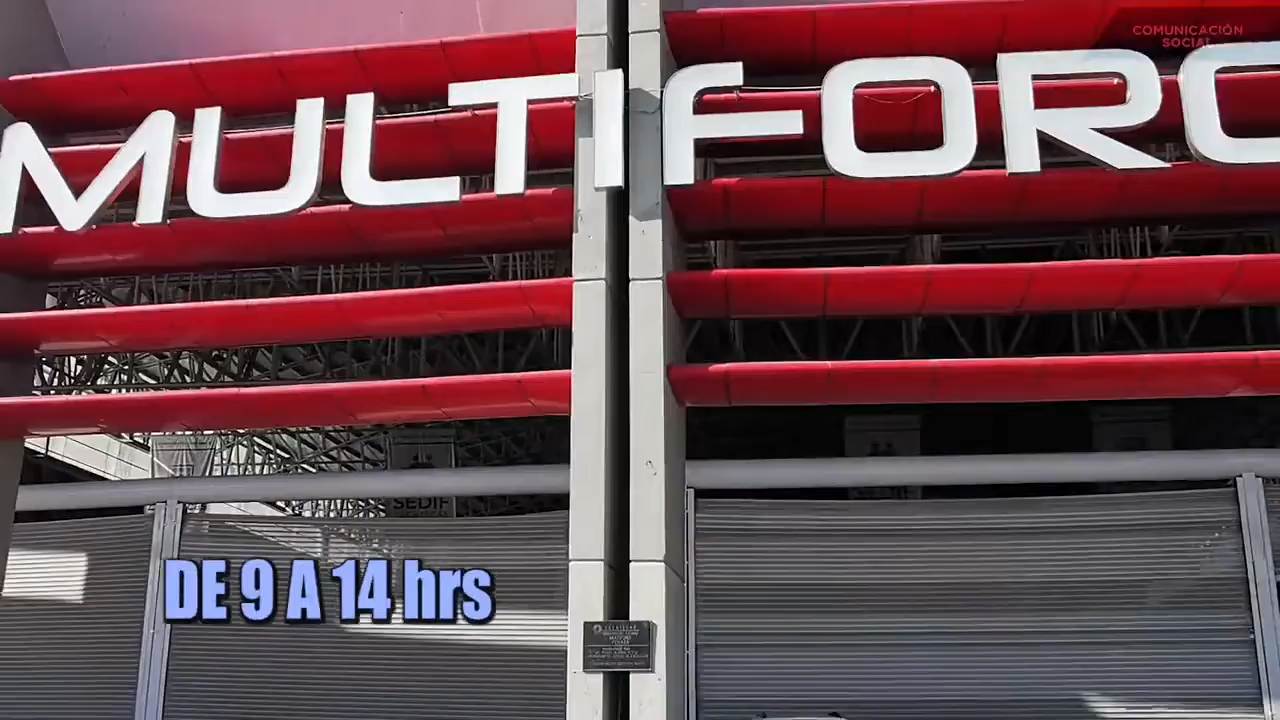 COMUNICACIÓN
SOCIAL
MULTIFORO
SEDIF
DE 9 A 14 hrs